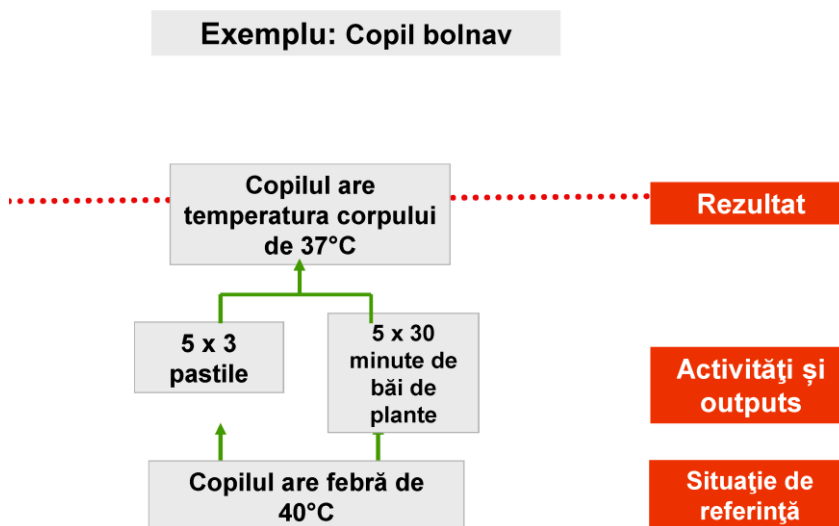 Exemplu: Copil bolnav
Copilul are
temperatura corpului
de 37°C
Rezultat
5 x 3
pastile
5 x 30
minute de
băi de
plante
Activităţi și
outputs
Copilul are febră de
40°C
Situaţie de
referinţă